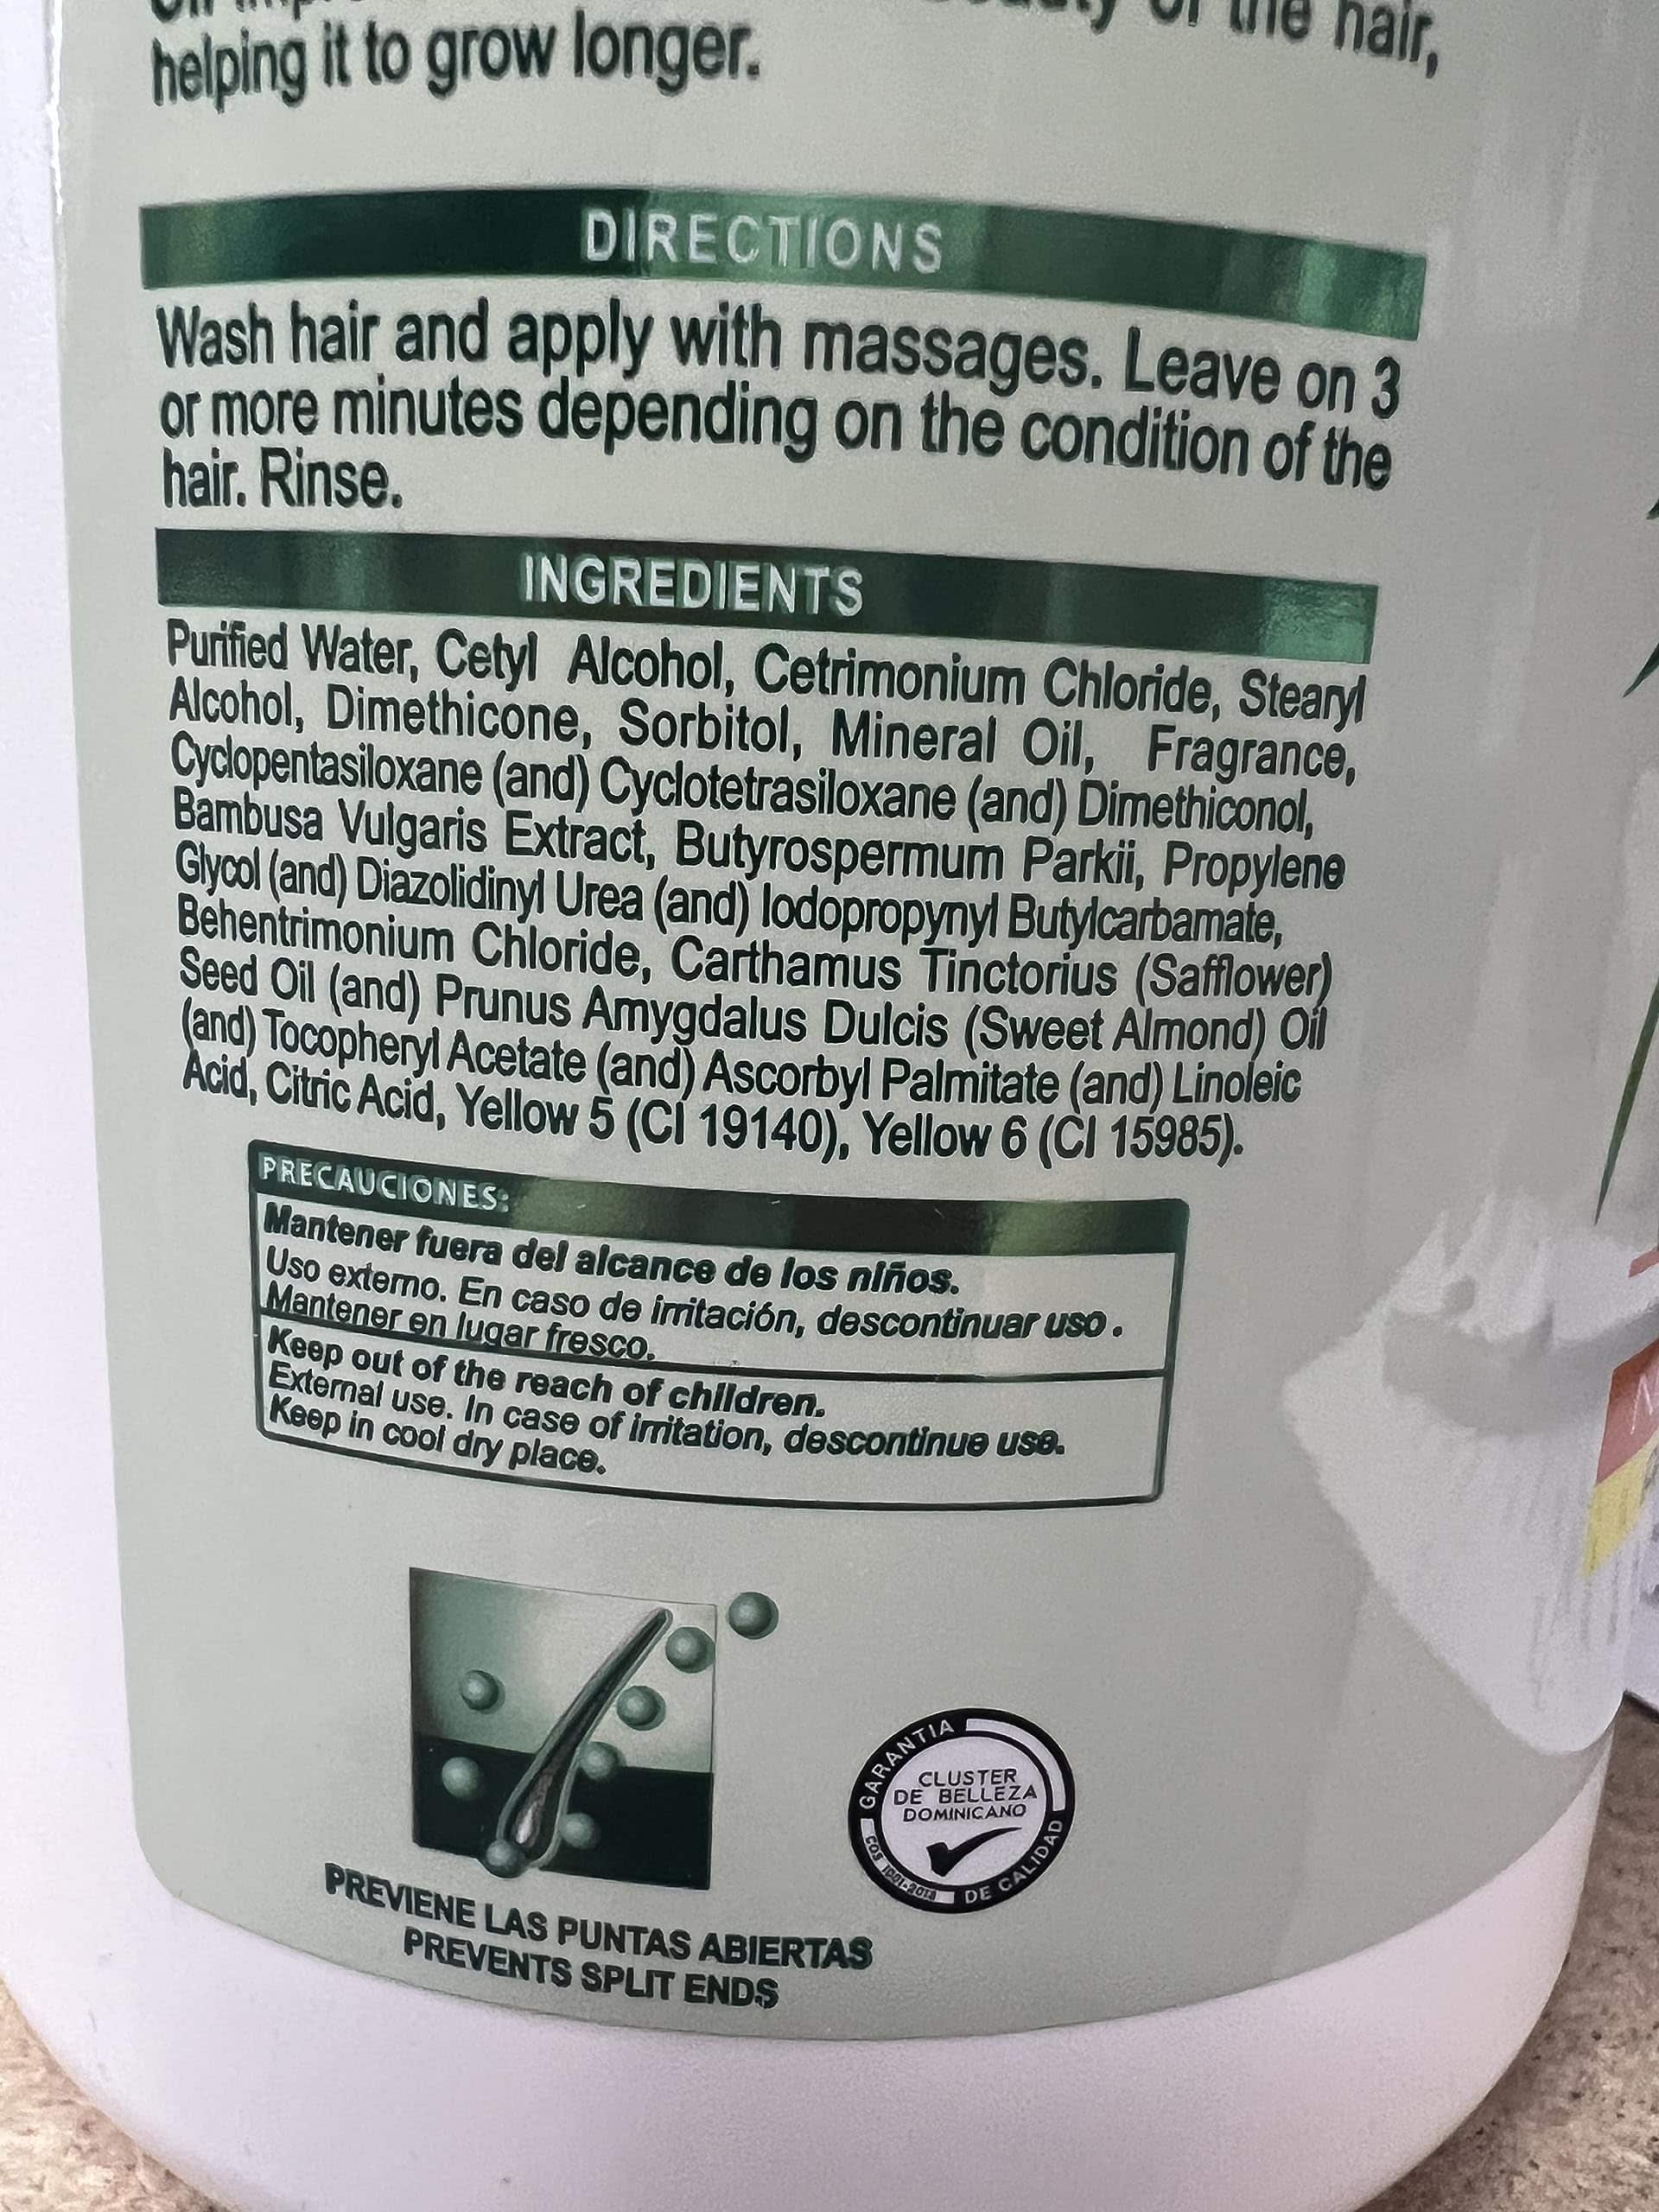 of the hair,
helping it to grow longer.
DIRECTIONS
Wash hair and apply with massages. Leave on 3
or more minutes depending on the condition of the
hair. Rinse.
INGREDIENTS
Purified Water, Cetyl Alcohol, Cetrimonium Chloride, Stearyl
Alcohol, Dimethicone, Sorbitol, Mineral Oil, Fragrance,
Cyclopentasiloxane (and) Cyclotetrasiloxane (and) Dimethiconol,
Bambusa Vulgaris Extract, Butyrospermum Parkii, Propylene
Glycol (and) Diazolidinyl Urea (and) Iodopropynyl Butylcarbamate,
Behentrimonium Chloride, Carthamus Tinctorius (Safflower)
Seed Oil (and) Prunus Amygdalus Dulcis (Sweet Almond) Oil
(and) Tocopheryl Acetate (and) Ascorbyl Palmitate (and) Linoleic
Acid, Citric Acid, Yellow 5 (CI 19140), Yellow 6 (CI 15985).
PRECAUCIONES:
Mantener fuera del alcance de los niños.
Uso externo. En caso de irritación, descontinuar uso.
Mantener en lugar fresco.
Keep out of the reach of children.
External use. In case of irritation, descontinue use.
Keep in cool dry place.
GARANTIA
CLUSTER
DE BELLEZA
DOMINICANO
DE CALIDAD
PREVIENE LAS PUNTAS ABIERTAS
PREVENTS SPLIT ENDS